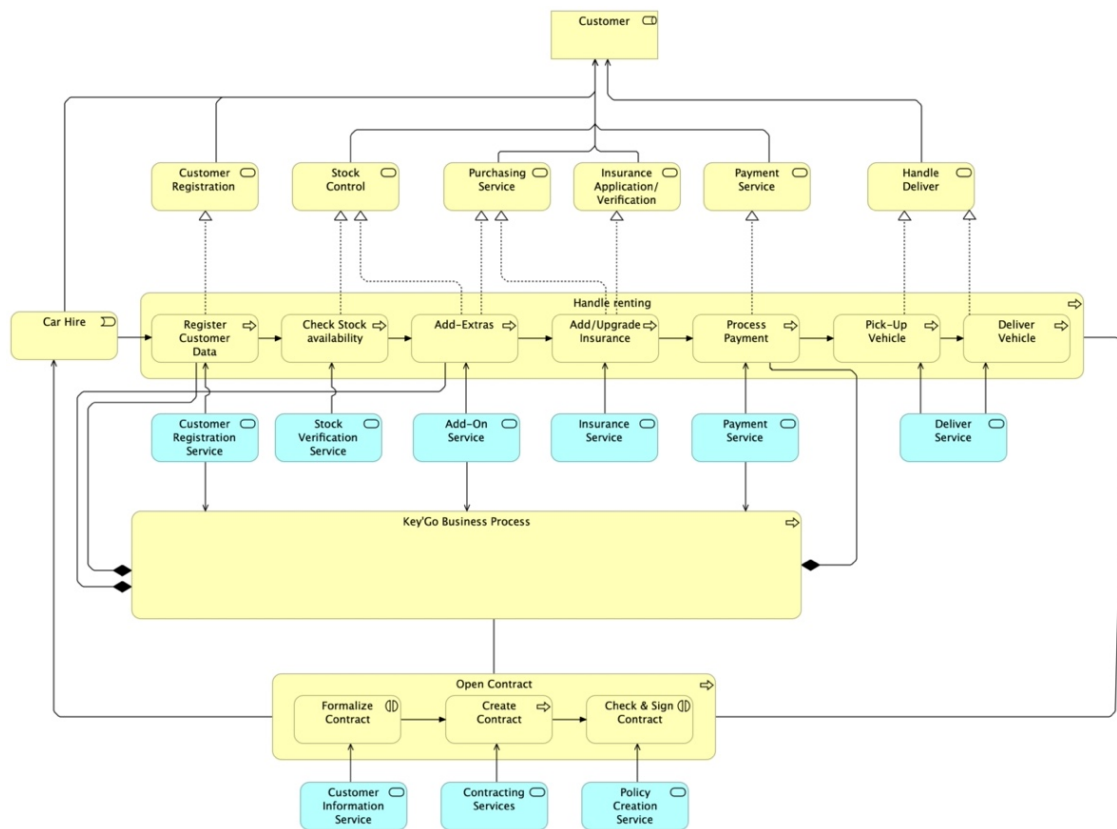 Customer
Customer
Registration
Stock
Control
Purchasing
Service
Insurance
Application/
Verification
Payment
Service
Handle
Deliver
Handle renting
Car Hire
Register
Customer
Data
Check Stock
availability
Add-Extras
Add/Upgrade
Insurance
Process
Payment
Pick-Up
Vehicle
Deliver
Vehicle
Customer
Registration
Service
Stock
Verification
Service
Add-On
Service
Insurance
Service
Payment
Service
Deliver
Service
Key'Go Business Process
Open Contract
Formalize
Contract
Create
Contract
Check & Sign
Contract
Customer
Information
Service
Contracting
Services
Policy
Creation
Service